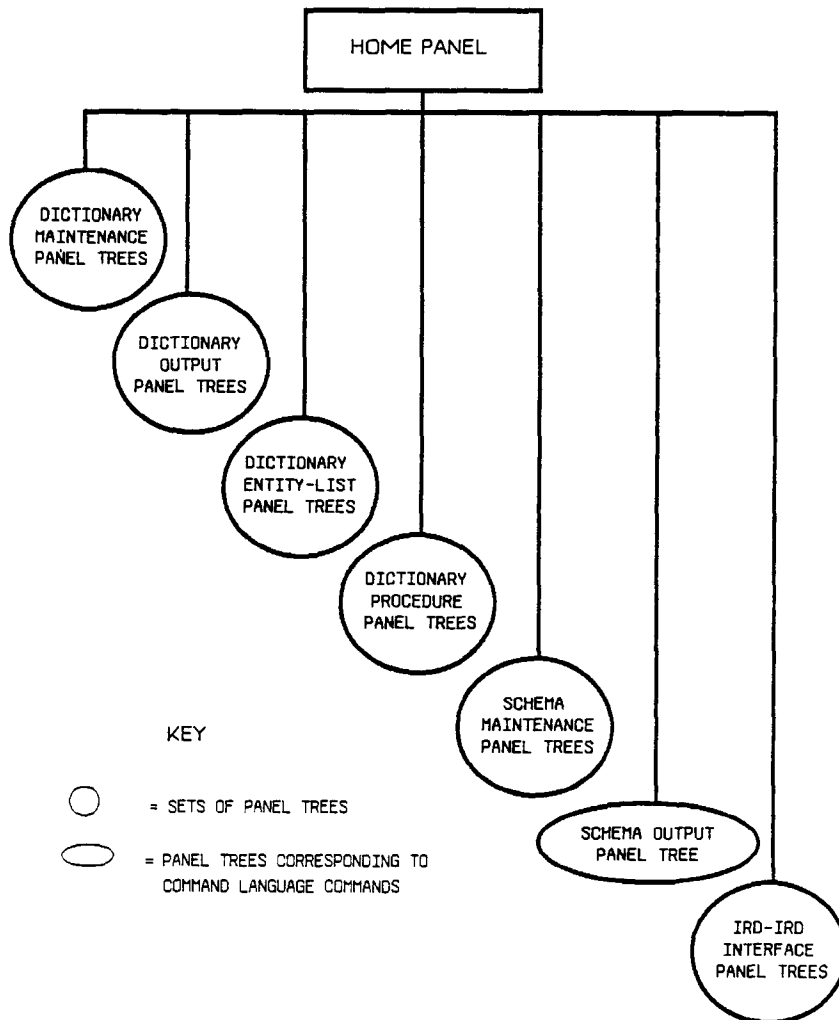 HOME PANEL
DICTIONARY
MAINTENANCE
PANEL TREES
DICTIONARY
OUTPUT
PANEL TREES
DICTIONARY
ENTITY-LIST
PANEL TREES
DICTIONARY
PROCEDURE
PANEL TREES
SCHEMA
MAINTENANCE
PANEL TREES
KEY
= SETS OF PANEL TREES
= PANEL TREES CORRESPONDING TO
COMMAND LANGUAGE COMMANDS
SCHEMA OUTPUT
PANEL TREE
IRD-IRD
INTERFACE
PANEL TREES